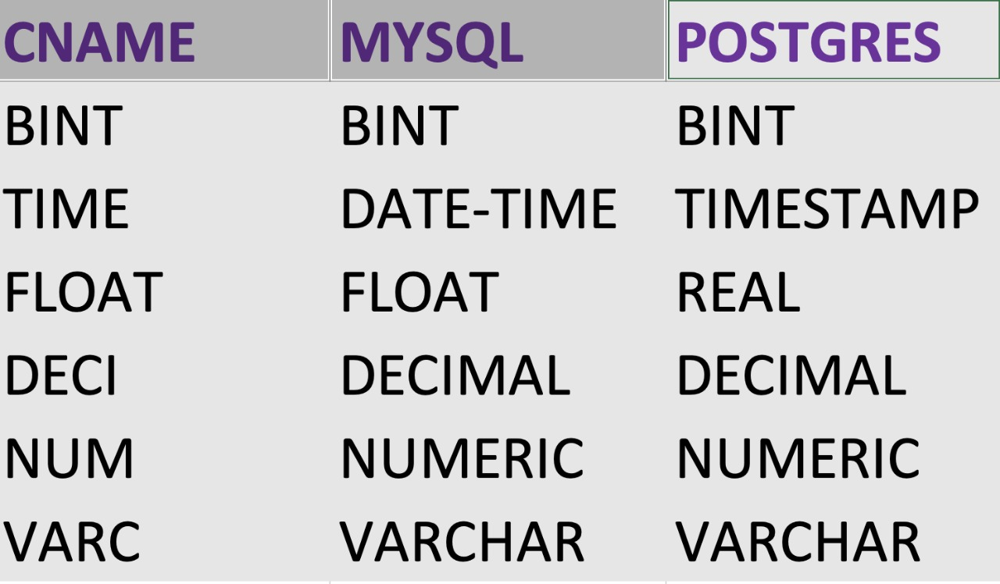 CNAME MYSQL POSTGRES
BINT BINT BINT
TIME DATE-TIME TIMESTAMP
FLOAT FLOAT REAL
DECI DECIMAL DECIMAL
NUM NUMERIC NUMERIC
VARC VARCHAR VARCHAR